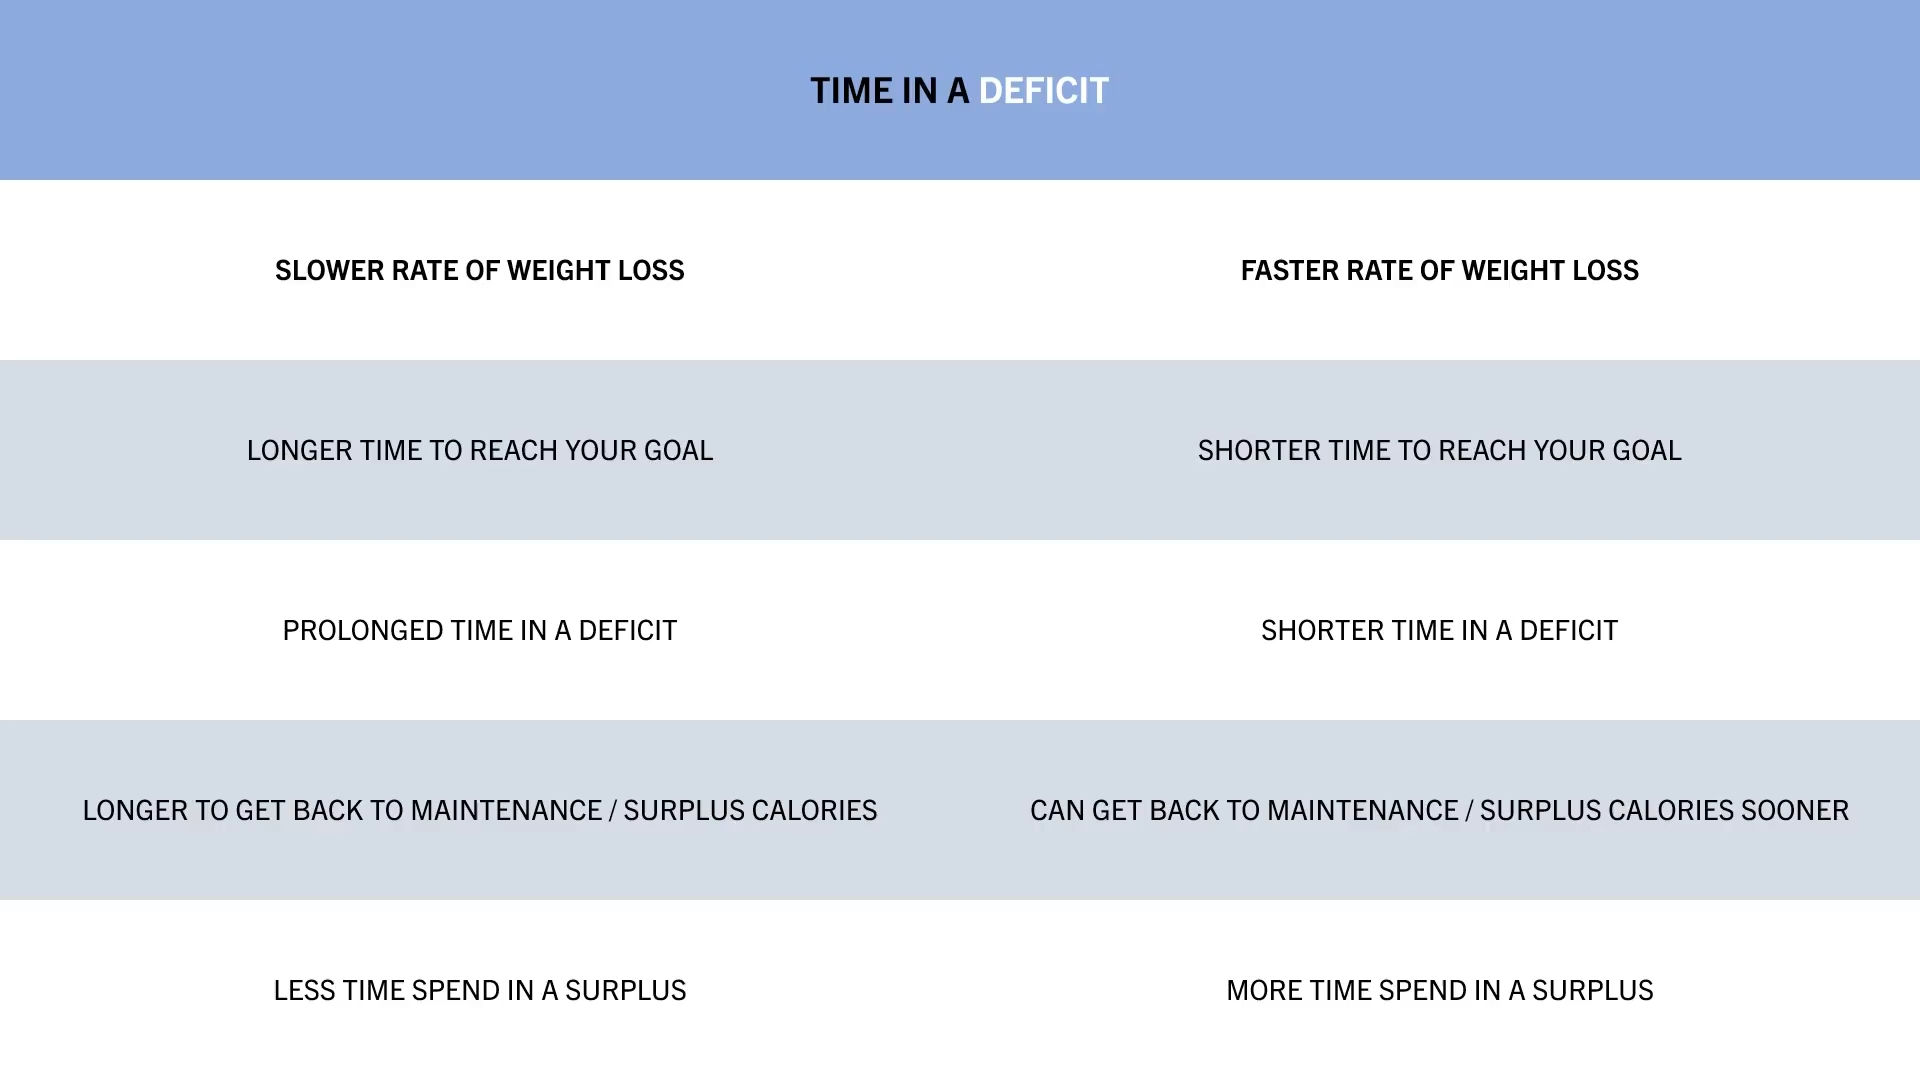 TIME IN A DEFICIT
SLOWER RATE OF WEIGHT LOSS
FASTER RATE OF WEIGHT LOSS
LONGER TIME TO REACH YOUR GOAL
SHORTER TIME TO REACH YOUR GOAL
PROLONGED TIME IN A DEFICIT
SHORTER TIME IN A DEFICIT
LONGER TO GET BACK TO MAINTENANCE / SURPLUS CALORIES
CAN GET BACK TO MAINTENANCE / SURPLUS CALORIES SOONER
LESS TIME SPEND IN A SURPLUS
MORE TIME SPEND IN A SURPLUS